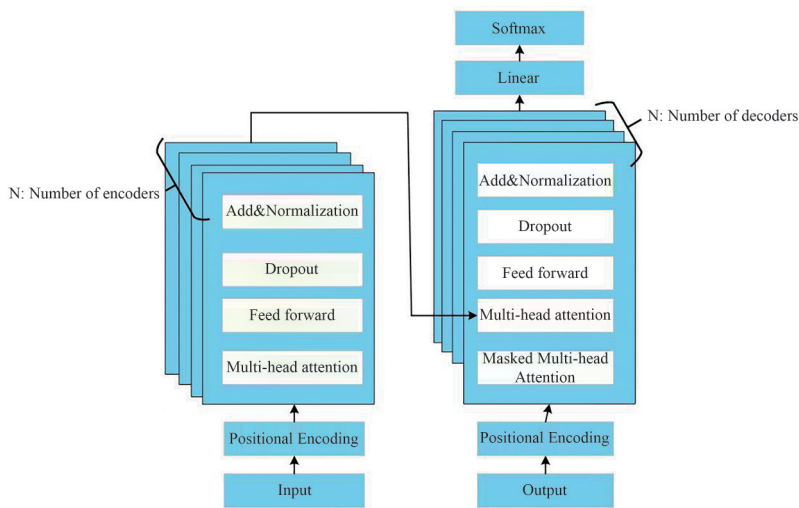 Softmax
Linear
N: Number of decoders
N: Number of encoders
Add&Normalization
Dropout
Feed forward
Multi-head attention
Positional Encoding
Input
Add&Normalization
Dropout
Feed forward
Multi-head attention
Masked Multi-head
Attention
Positional Encoding
Output